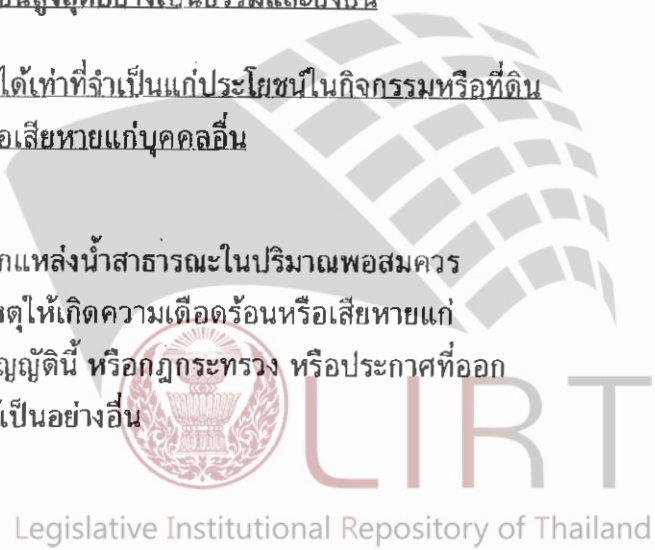 ได้เท่าที่จำเป็นแก่ประโยชน์ในกิจกรรมหรือที่ดิน
อเสียหายแก่บุคคลอื่น
กแหล่งน้ำสาธารณะในปริมาณพอสมควร
หตุให้เกิดความเดือดร้อนหรือเสียหายแก่
ญญัตินี้ หรือกฎกระทรวง หรือประกาศที่ออก
เป็นอย่างอื่น
LIRT
Legislative Institutional Repository of Thailand